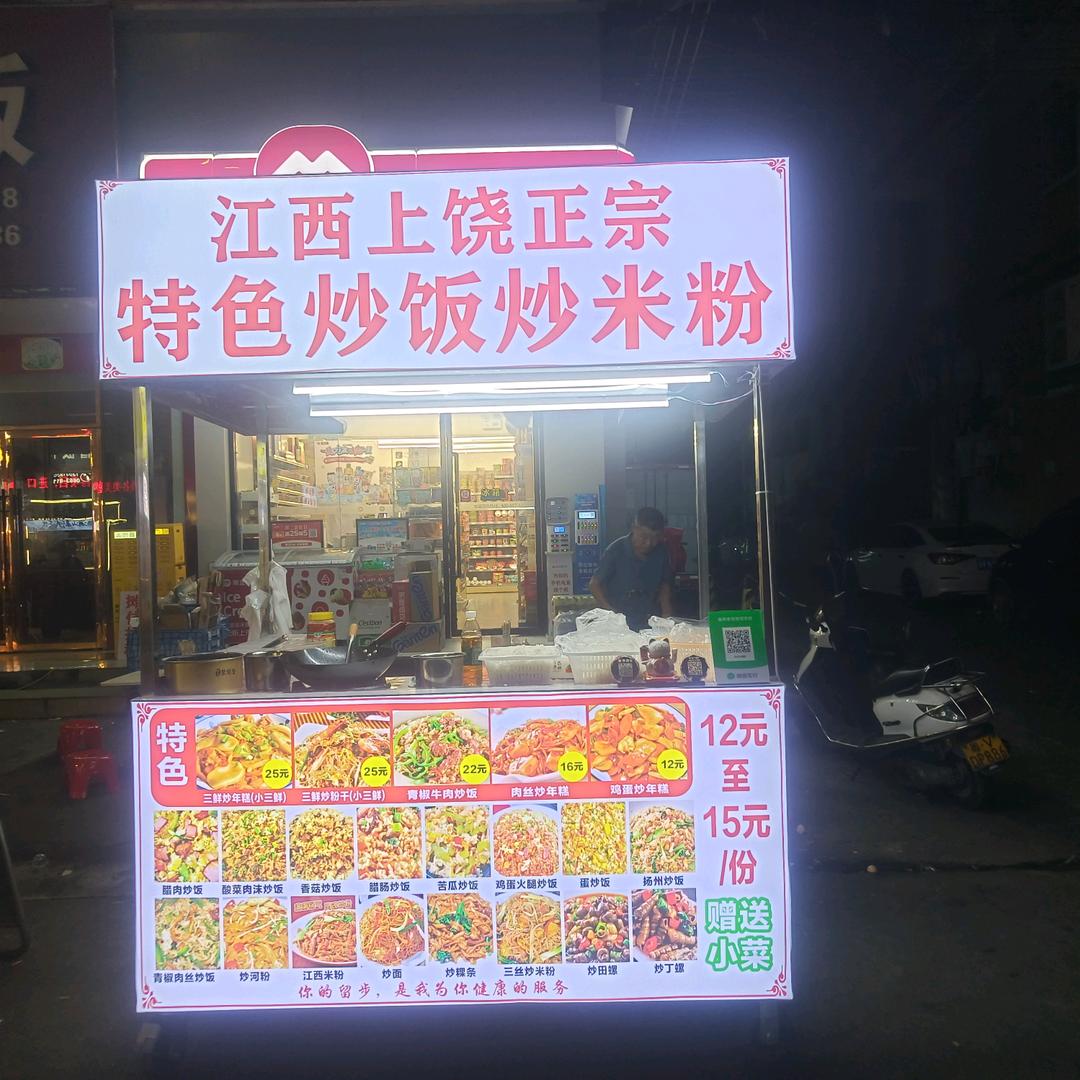 江西上饶正宗
特色炒饭炒米粉
特色
25元
25元
22元
16元
12元
三鲜炒年糕(小三鲜)
三鲜炒粉干(小三鲜)
青椒牛肉炒饭
肉丝炒年糕
鸡蛋炒年糕
腊肉炒饭
酸菜肉沫炒饭
香菇炒饭
腊肠炒饭
苦瓜炒饭
鸡蛋火腿炒饭
蛋炒饭
扬州炒饭
青椒肉丝炒饭
炒河粉
江西米粉
炒面
炒粿条
三丝炒米粉
炒田螺
炒丁螺
你的留步，是我为你健康的服务
12元
至
15元
/份
赠送
小菜